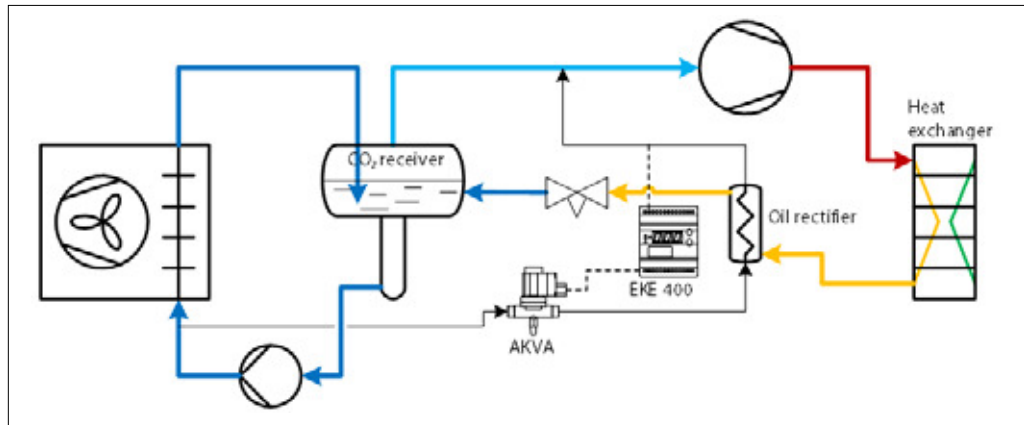 CO₂ receiver
Heat
exchanger
Oil rectifier
EKE 400
AKVA